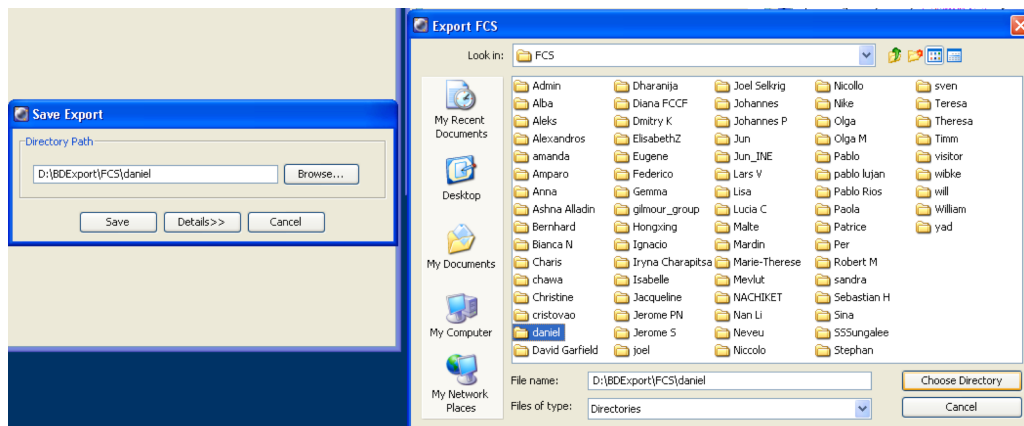 Save Export
Directory Path
D:\BDExport\FCS\daniel
Browse...
Save
Details>>
Cancel
Export FCS
Look in:
FCS
My Recent
Documents
Desktop
My Documents
My Computer
My Network
Places
Admin
Alba
Aleks
Alexandros
amanda
Amparo
Anna
Ashna Alladin
Bernhard
Bianca N
Charis
chawa
Christine
cristovao
daniel
David Garfield
Dharanija
Diana FCCF
Dmitry K
ElisabethZ
Eugene
Federico
Gemma
gilmour_group
Hongxing
Ignacio
Iryna Charapitsa
Isabelle
Jacqueline
Jerome PN
Jerome S
joel
Joel Selkrig
Johannes
Johannes P
Jun
Jun_INE
Lars V
Lisa
Lucia C
Malte
Mardin
Marie-Therese
Mevlut
NACHIKET
Nan Li
Neveu
Niccolo
Nicollo
Nike
Olga
Olga M
Pablo
pablo lujan
Pablo Rios
Paola
Patrice
Per
Robert M
sandra
Sebastian H
Sina
SSSungalee
Stephan
sven
Teresa
Theresa
Timm
visitor
wibke
will
William
yad
File name:
D:\BDExport\FCS\daniel
Choose Directory
Files of type:
Directories
Cancel